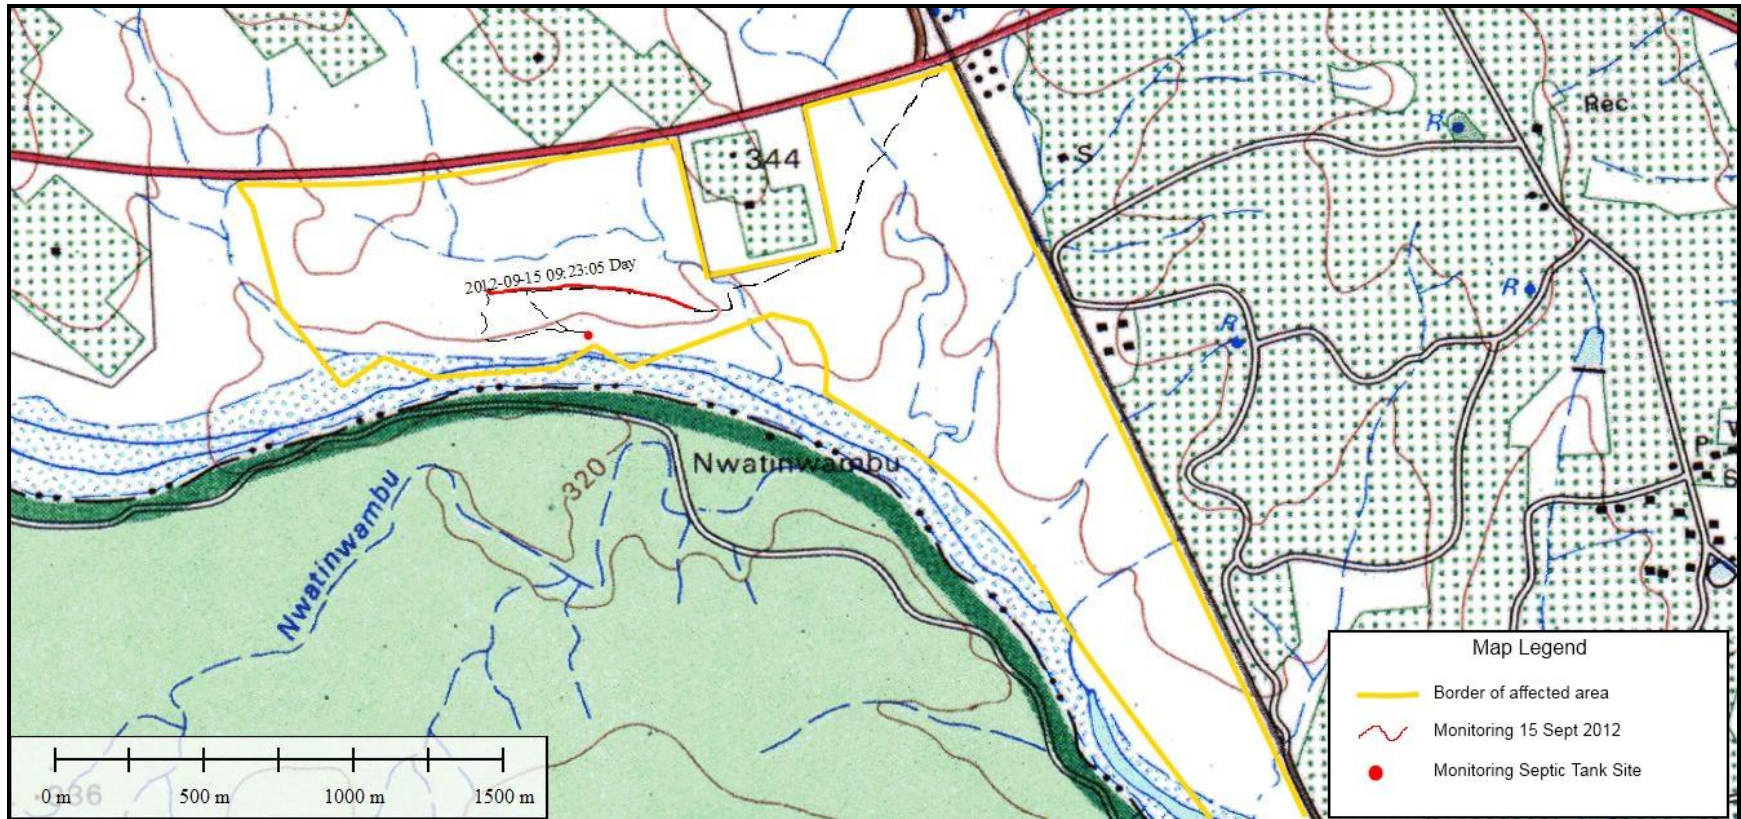 R
Rec
R
344
S
2012-09-15 09:23:05 Day
R
R
Nwatinwambu
320
P
S
Nwatinwambu
Map Legend
Border of affected area
Monitoring 15 Sept 2012
Monitoring Septic Tank Site
336
0 m 500 m 1000 m 1500 m